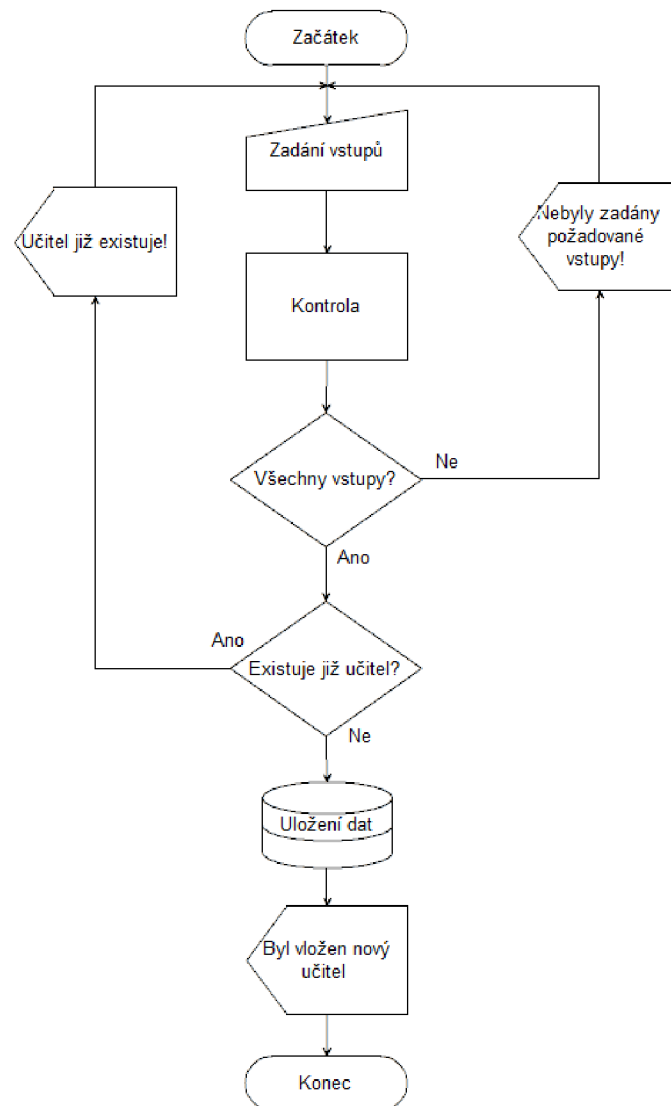 Začátek
Zadání vstupů
Učitel již existuje!
Nebyly zadány
požadované
vstupy!
Kontrola
Všechny vstupy?
Ne
Ano
Ano
Existuje již učitel?
Ne
Uložení dat
Byl vložen nový
učitel
Konec